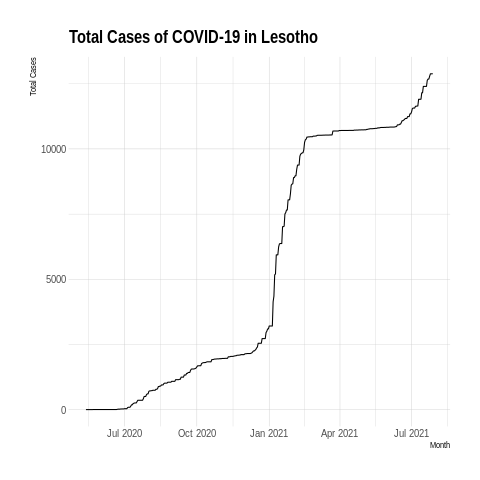 Total Cases of COVID-19 in Lesotho
Total Cases
10000
5000
0
Jul 2020 Oct 2020 Jan 2021 Apr 2021 Jul 2021
Month